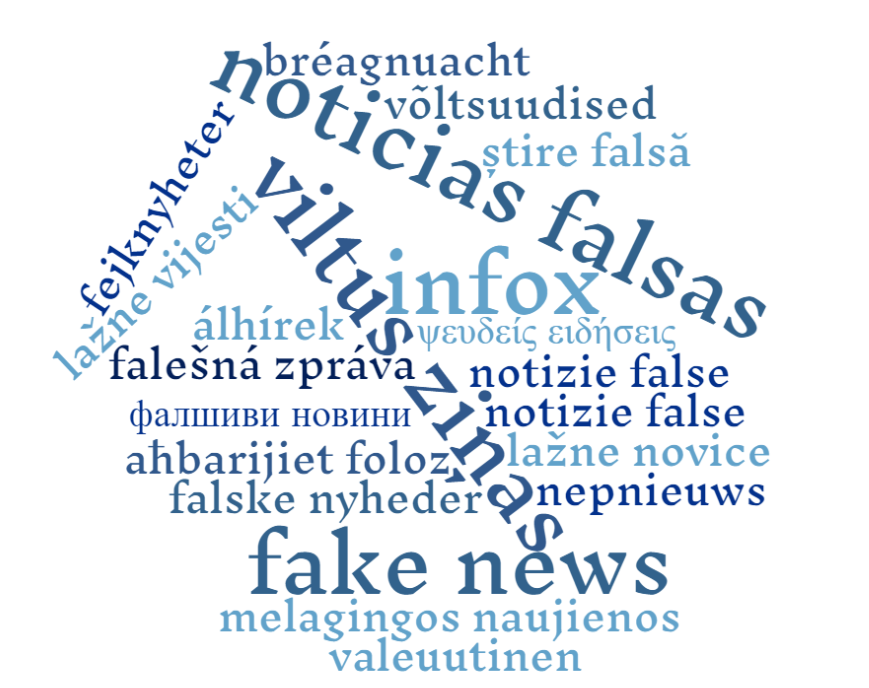 bréagnuacht
noticias falsas
võltsuudised
știre falsă
fejknyheter
lažne vijesti
viltus ziņas
infox
álhírek
ψευδείς ειδήσεις
falešná zpráva
notizie false
фалшиви новини
notizie false
aħbarijiet foloz
lažne novice
falske nyheder
nepnieuws
fake news
melagingos naujienos
valeuutinen